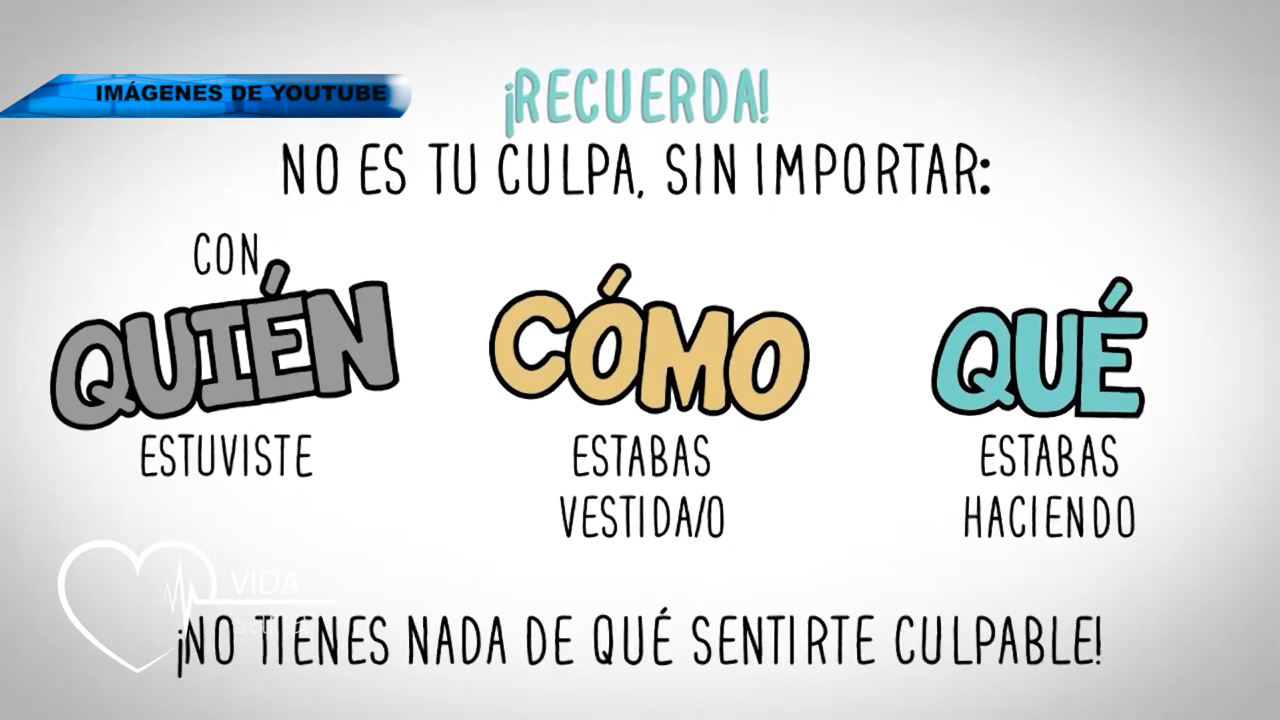 IMÁGENES DE YOUTUBE
¡RECUERDA!
NO ES TU CULPA, SIN IMPORTAR:
CON
QUIÉN
ESTUVISTE
CÓMO
ESTABAS
VESTIDA/O
QUÉ
ESTABAS
HACIENDO
VIDA
¡NO TIENES NADA DE QUÉ SENTIRTE CULPABLE!